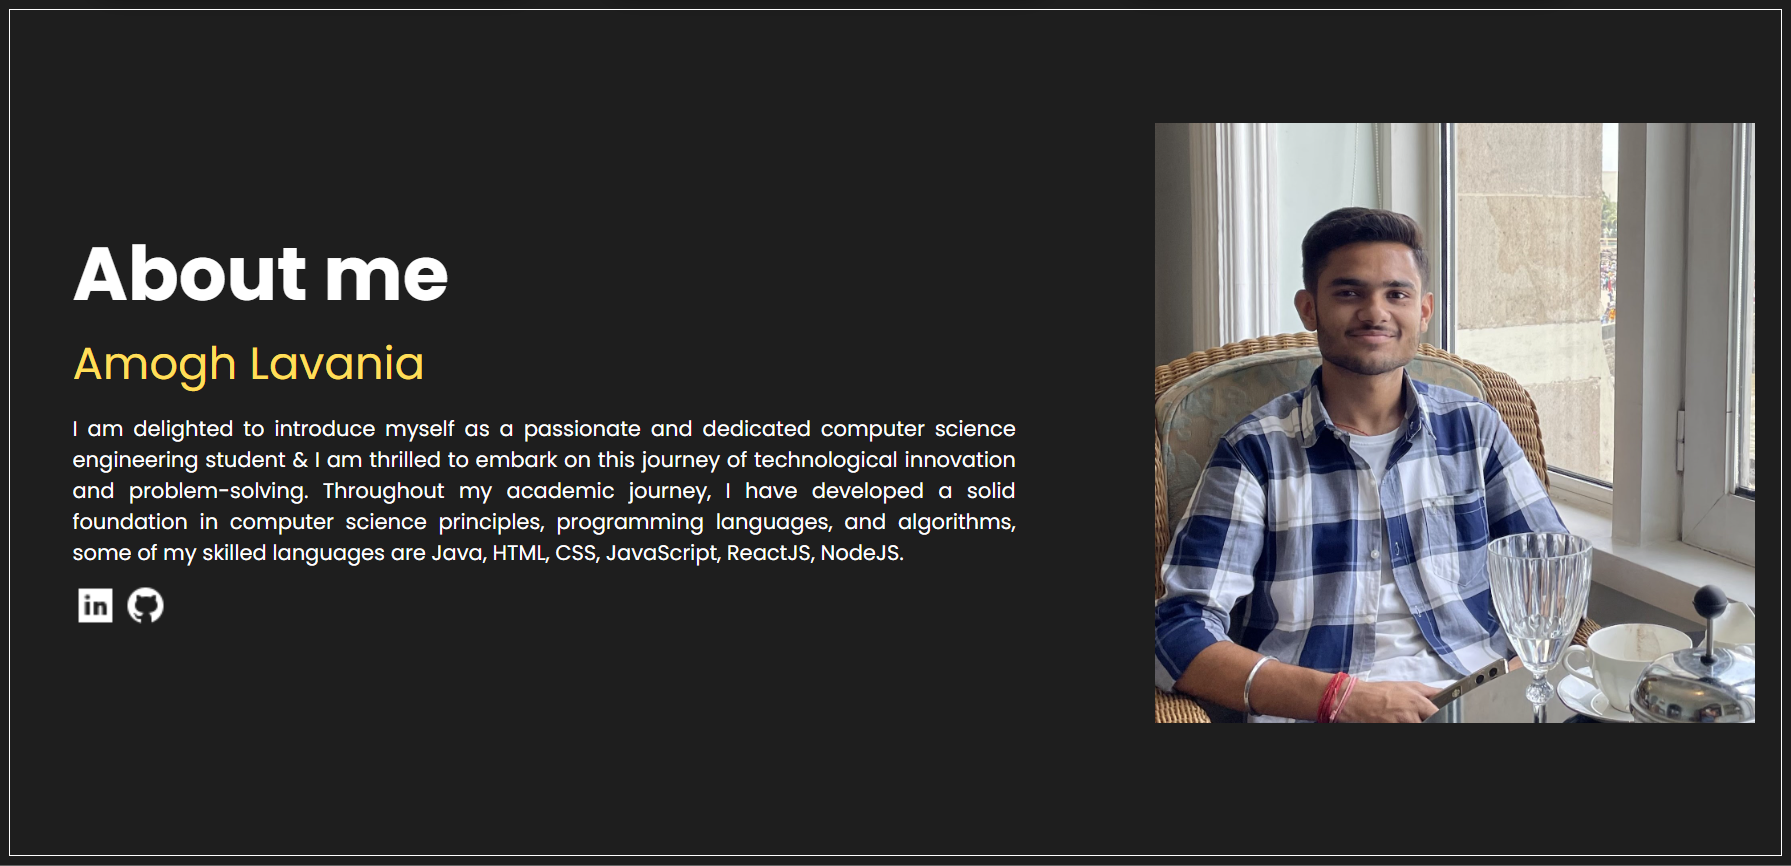 About me
Amogh Lavania
I am delighted to introduce myself as a passionate and dedicated computer science
engineering student & I am thrilled to embark on this journey of technological innovation
and problem-solving. Throughout my academic journey, I have developed a solid
foundation in computer science principles, programming languages, and algorithms,
some of my skilled languages are Java, HTML, CSS, JavaScript, ReactJS, NodeJS.
in